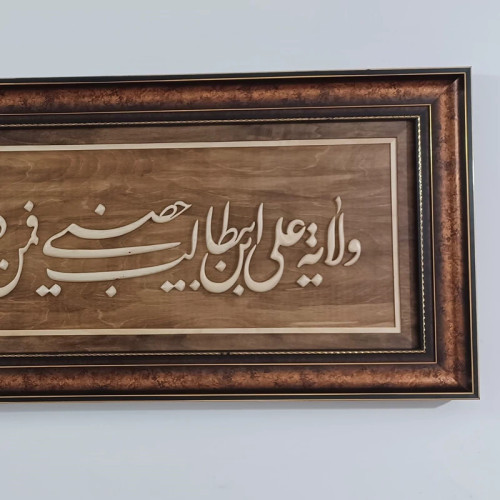 ولایة علی ابن ابیطالب حصنی فمن